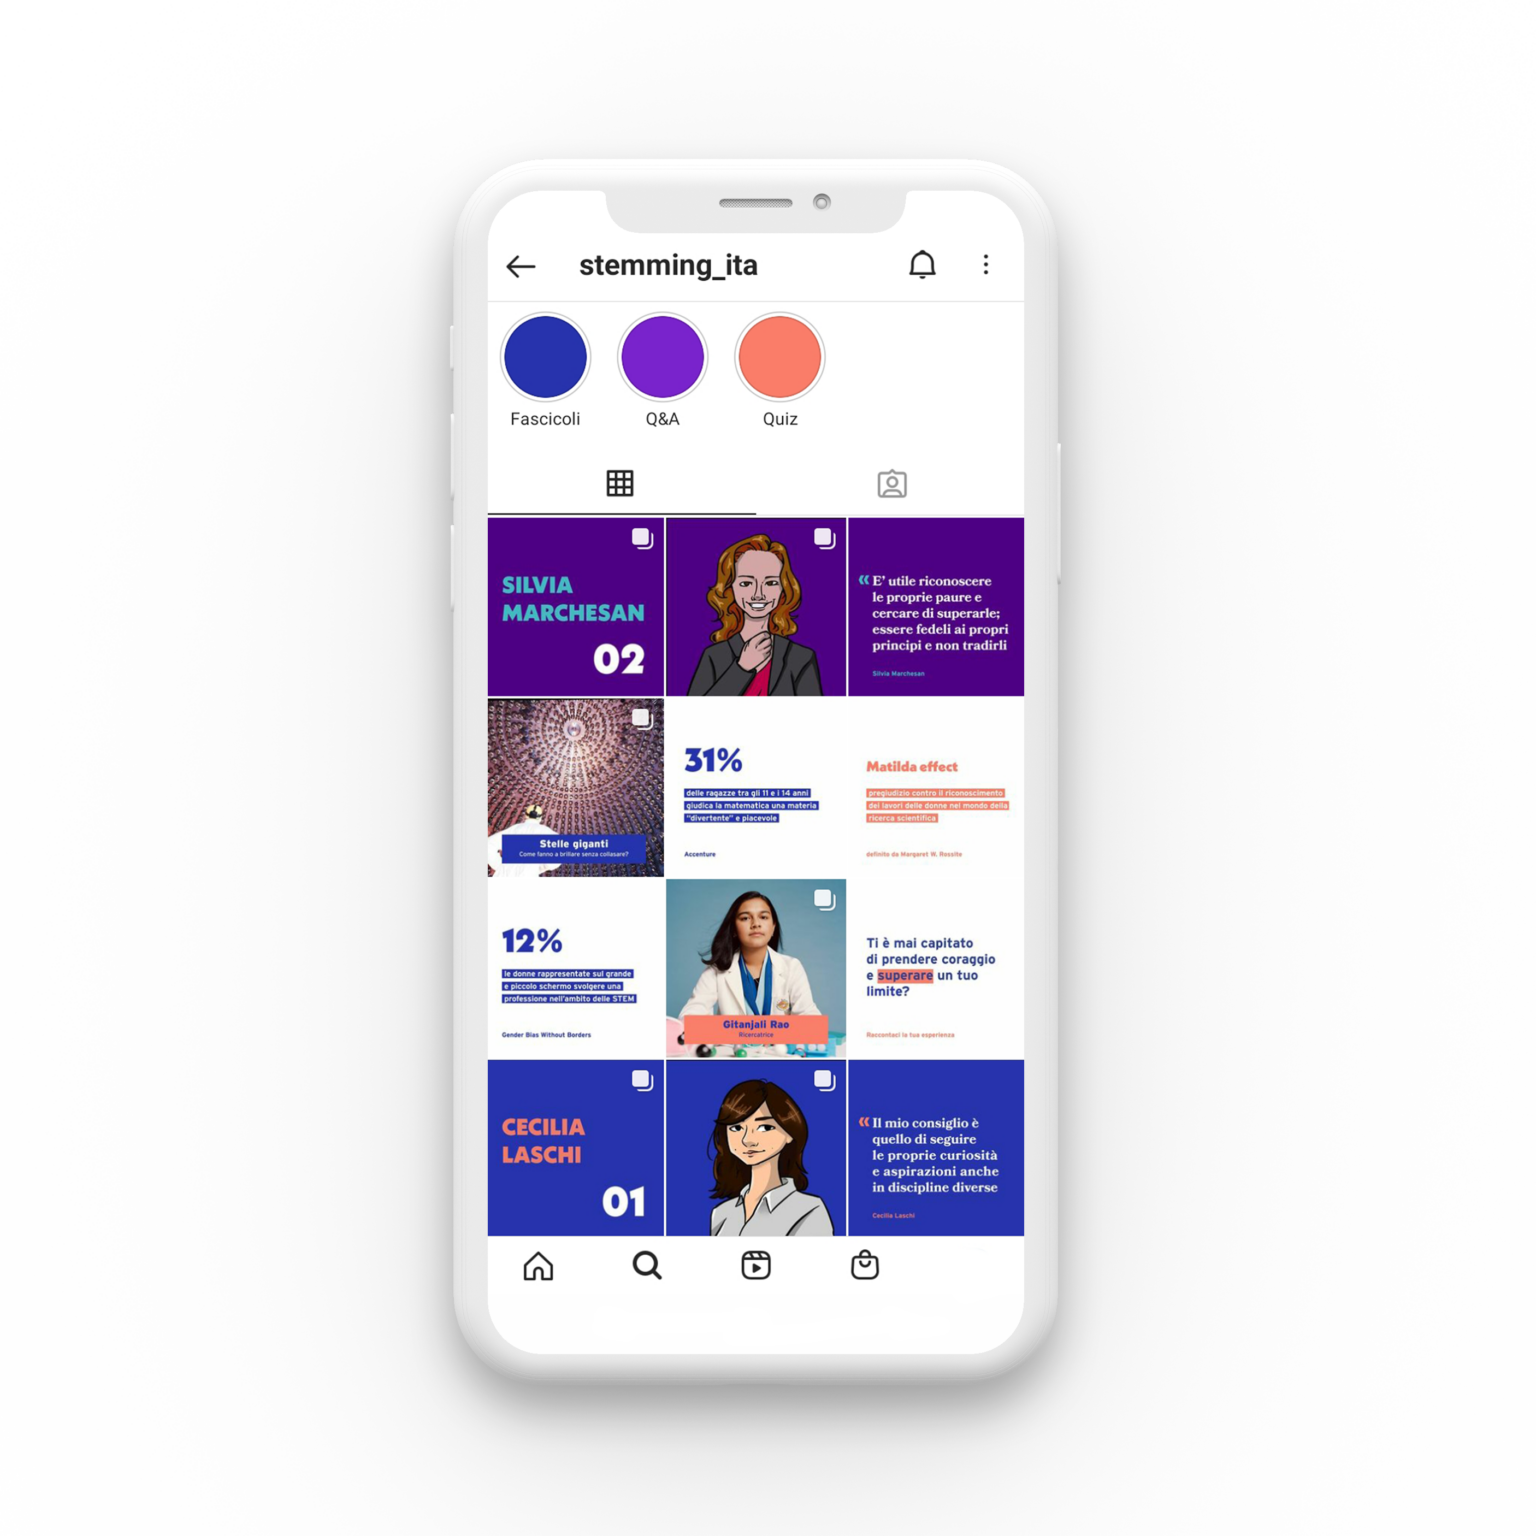 stemming_ita
Fascicoli
Q&A
Quiz
SILVIA
MARCHESAN
02
« E' utile riconoscere
le proprie paure e
cercare di superarle;
essere fedeli ai propri
principi e non tradirli
Silvia Marchesan
Stelle giganti
Come fanno a brillare senza collasare?
31%
delle ragazze tra gli 11 e i 14 anni
giudica la matematica una materia
"divertente" e piacevole
Accenture
Matilda effect
pregiudizio contro il riconoscimento
dei lavori delle donne nel mondo della
ricerca scientifica
definito da Margaret W. Rossite
12%
le donne rappresentate sul grande
e piccolo schermo svolgere una
professione nell'ambito delle STEM
Gender Bias Without Borders
Gitanjali Rao
Ricercatrice
Ti è mai capitato
di prendere coraggio
e superare un tuo
limite?
Raccontaci la tua esperienza
CECILIA
LASCHI
01
« Il mio consiglio è
quello di seguire
le proprie curiosità
e aspirazioni anche
in discipline diverse
Cecilia Laschi